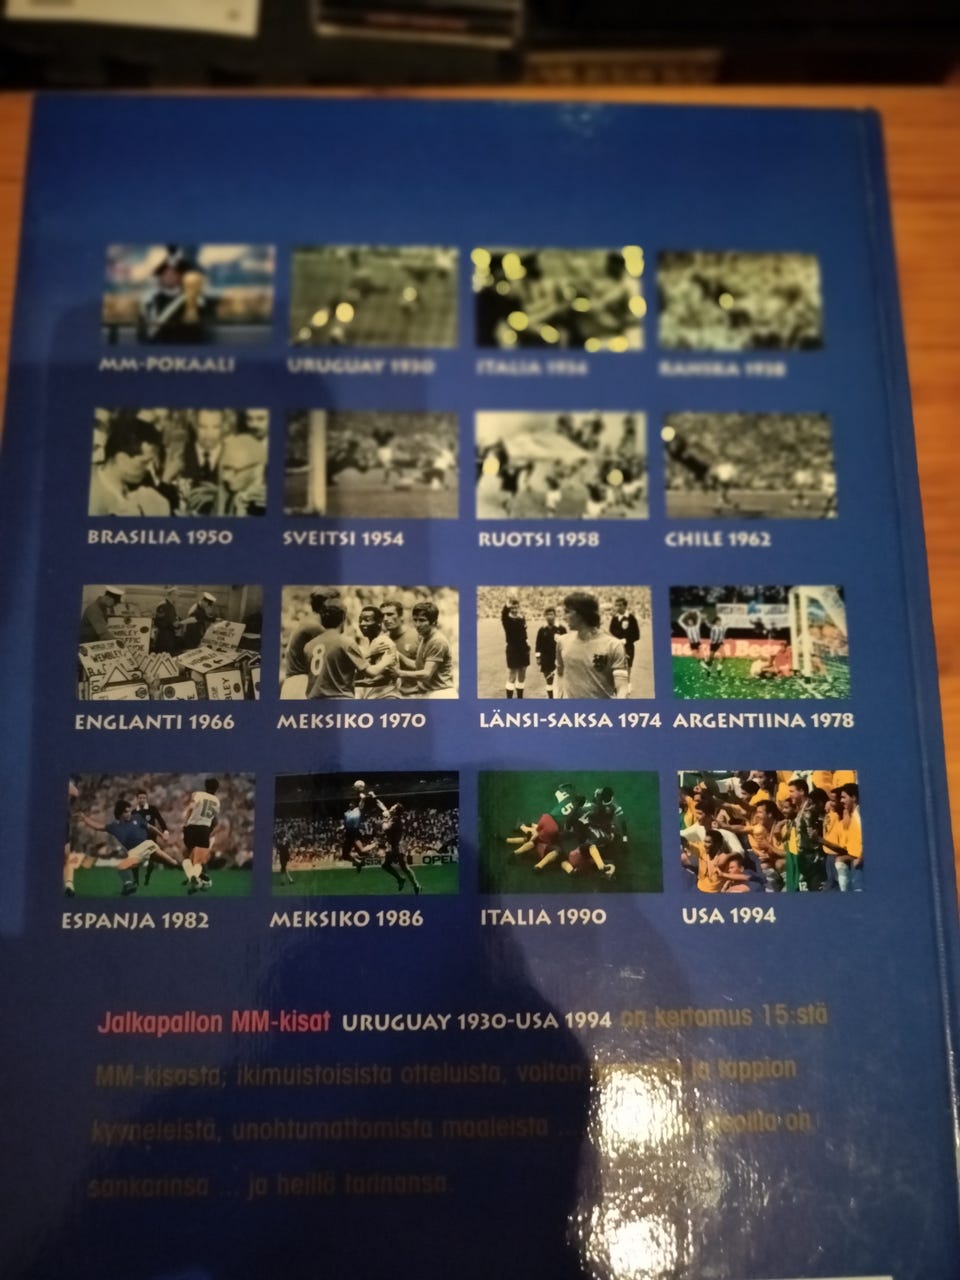 MM-POKAALI URUGUAY 1930 ITALIA 1934 RANSKA 1938
BRASILIA 1950 SVEITSI 1954 RUOTSI 1958 CHILE 1962
ENGLANTI 1966 MEKSIKO 1970 LÄNSI-SAKSA 1974 ARGENTIINA 1978
OPEL
ESPANJA 1982 MEKSIKO 1986 ITALIA 1990 USA 1994
Jalkapallon MM-kisat URUGUAY 1930-USA 1994 on kertomus 15:stä
MM-kisasta; ikimuistoisista otteluista, voiton ja tappion
kyyneleistä, unohtumattomista maaleista ... on
sankarinsa ... ja heillä tarinansa.